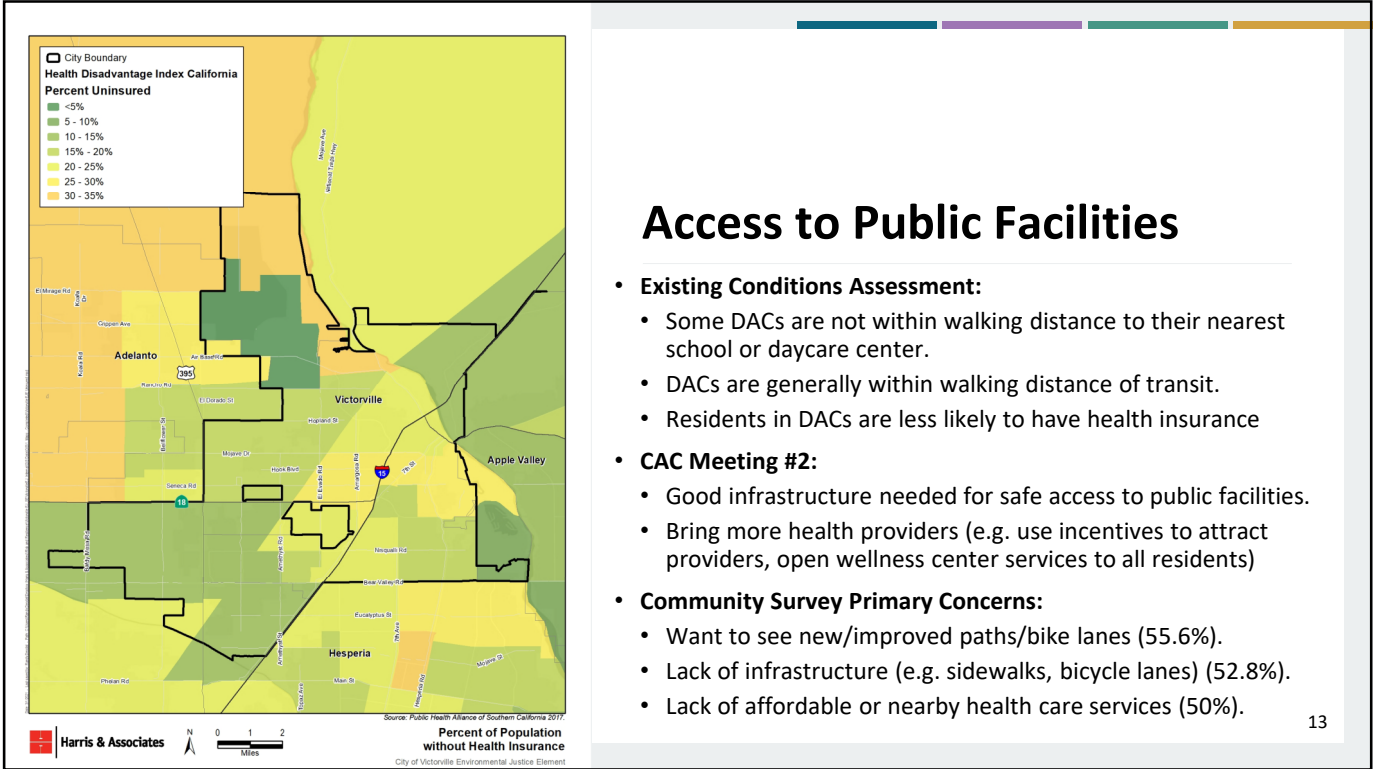 City Boundary
Health Disadvantage Index California
Percent Uninsured
<5%
5 - 10%
10 - 15%
15% - 20%
20 - 25%
25 - 30%
30 - 35%
Mojave Ave
El Mirage Rd
Koala Rd
Crippen Ave
Adelanto
Air Base Rd
395
El Dorado St
Victorville
Hopland St
Mojave Dr
Hook Blvd
El Evado Rd
Amargosa Rd
15
7th St
Apple Valley
Seneca Rd
18
Nisqualli Rd
Bear Valley Rd
Eucalyptus St
7th Ave
Hesperia
Main St
Mojave St
Phelan Rd
Topaz Ave
Hesperia Rd
Source: Public Health Alliance of Southern California 2017.
Harris & Associates
N
0 1 2
Miles
Percent of Population
without Health Insurance
City of Victorville Environmental Justice Element
Access to Public Facilities
• Existing Conditions Assessment:
• Some DACs are not within walking distance to their nearest
school or daycare center.
• DACs are generally within walking distance of transit.
• Residents in DACs are less likely to have health insurance
• CAC Meeting #2:
• Good infrastructure needed for safe access to public facilities.
• Bring more health providers (e.g. use incentives to attract
providers, open wellness center services to all residents)
• Community Survey Primary Concerns:
• Want to see new/improved paths/bike lanes (55.6%).
• Lack of infrastructure (e.g. sidewalks, bicycle lanes) (52.8%).
• Lack of affordable or nearby health care services (50%).
13